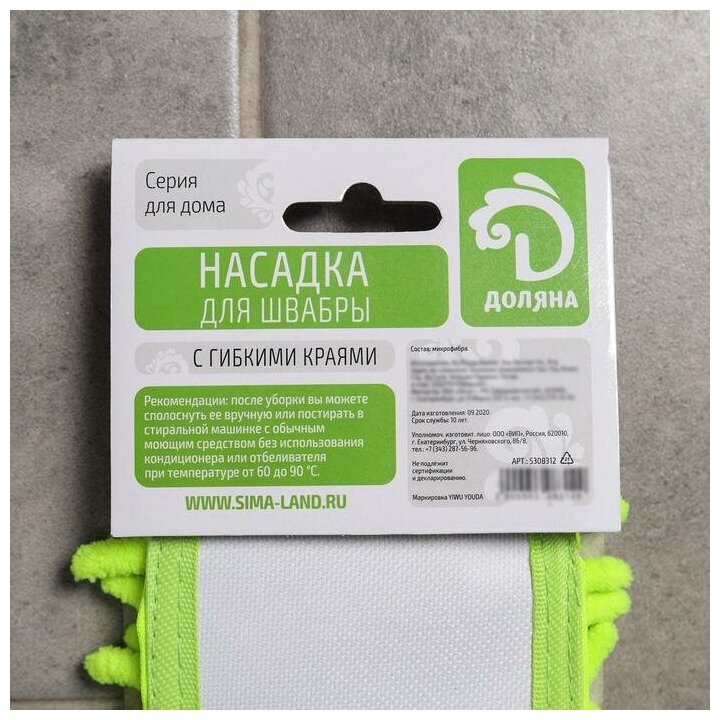 Серия
для дома
ДОЛЯНА
НАСАДКА
ДЛЯ ШВАБРЫ
С ГИБКИМИ КРАЯМИ
Рекомендации: после уборки вы можете
сполоснуть ее вручную или постирать в
стиральной машинке с обычным
моющим средством без использования
кондиционера или отбеливателя
при температуре от 60 до 90 °С.
WWW.SIMA-LAND.RU
Состав: микрофибра.
Дата изготовления: 09.2020.
Срок службы: 10 лет.
Уполномоч. изготовит. лицо: ООО «ВИП», Россия, 620010,
г. Екатеринбург, ул. Черняховского, 86/8,
тел.: +7 (343) 287-56-96.
Не подлежит
сертификации
и декларированию.
АРТ.: 5308312
Маркировка YIWU YOUDA